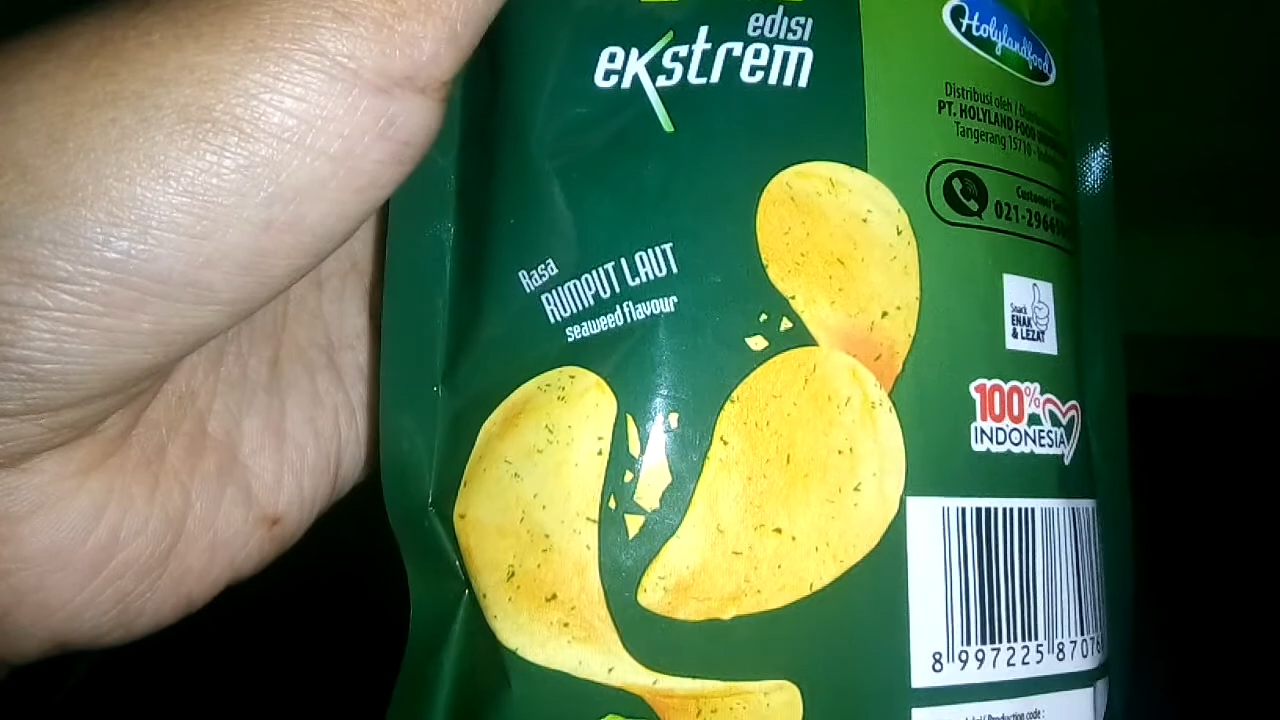 edisi
ekstrem
Rasa
RUMPUT LAUT
seaweed flavour
Holylandfood
Distribusi oleh /
PT. HOLYLAND FOOD
Tangerang 15710 -
Customer
021-2964
Snack
ENAK
& LEZAT
100%
INDONESIA
8 997225 8707
/ Production code :